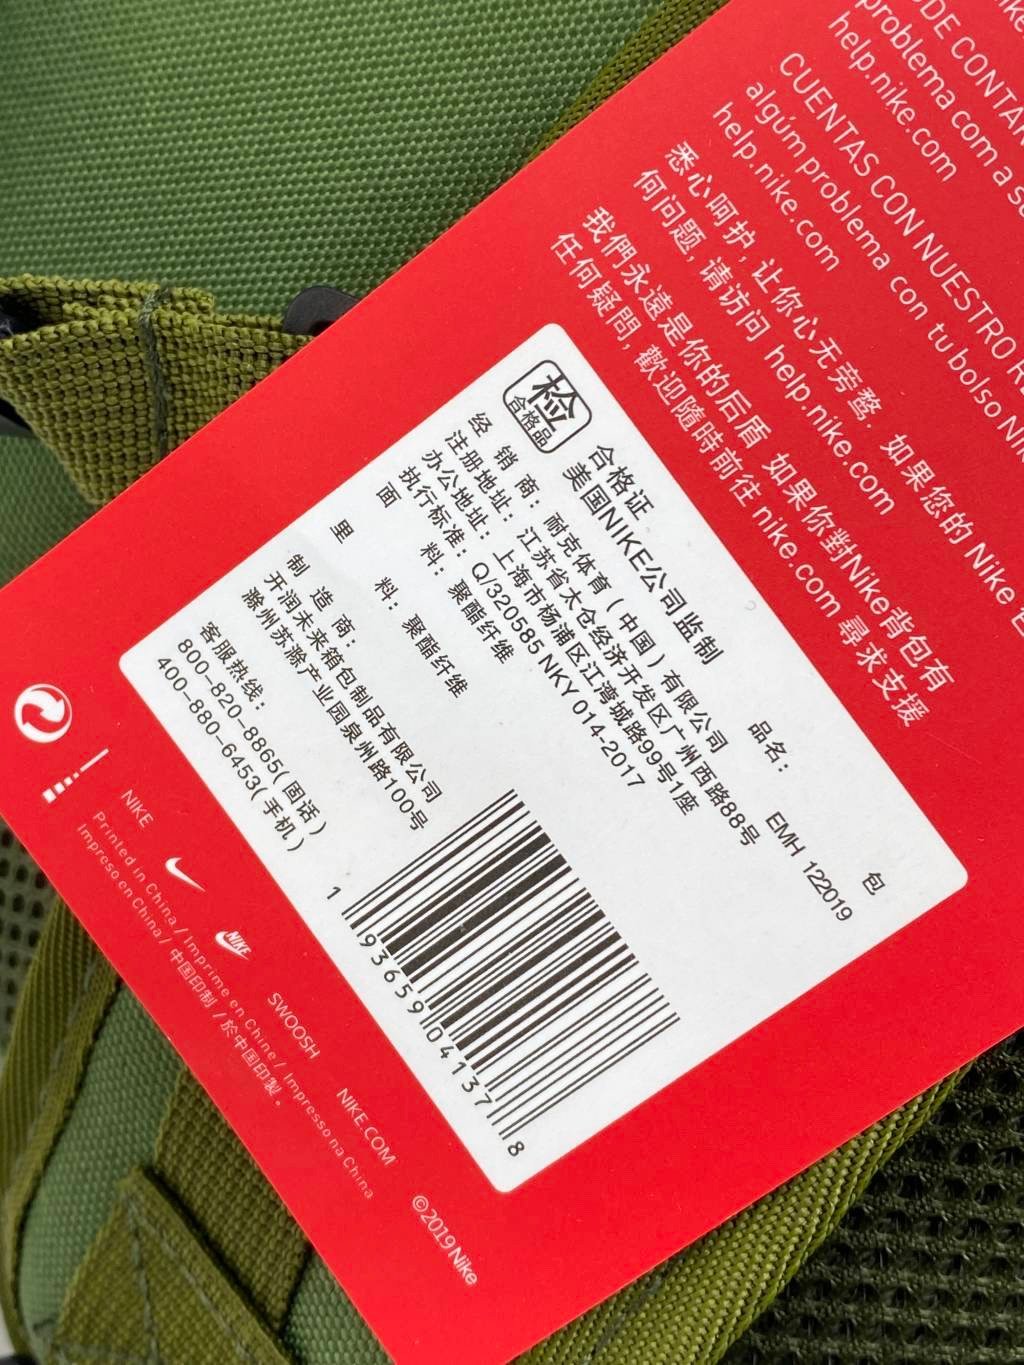 problema com a su
help.nike.com
CUENTAS CON NUESTRO R
algúm problema con tu bolso Nik
help.nike.com
悉心呵护, 让你心无旁鹜. 如果您的 Nike 包
何问题, 请访问 help.nike.com
我們永遠是你的后盾 如果你對Nike背包有
任何疑問, 歡迎隨時前往 nike.com 尋求支援
检
合格品
合格证
美国NIKE公司监制
品名: 包
经销商: 耐克体育(中国)有限公司 EMH 122019
注册地址: 江苏省太仓经济开发区广州西路88号
办公地址: 上海市杨浦区江湾城路99号1座
执行标准: Q/320585 NKY 014-2017
面料: 聚酯纤维
里料: 聚酯纤维
制造商:
开润未来箱包制品有限公司
滁州苏滁产业园泉州路100号
客服热线:
800-820-8865(固话)
400-880-6453(手机)
1 93659 04137 8
NIKE
NIKE
SWOOSH
NIKE.COM
©2019 Nike
Printed in China / Imprime en Chine / Impresso na China
Impreso en China / 中国印制 / 於中国印製。